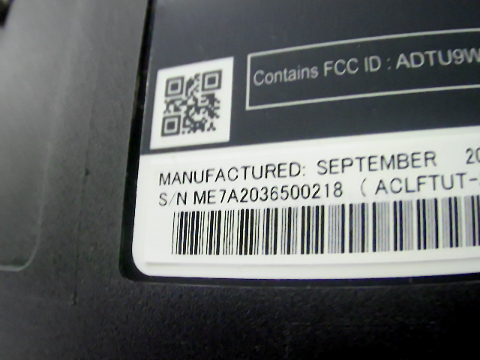 Contains FCC ID : ADTU9W
MANUFACTURED: SEPTEMBER 20
S/N ME7A2036500218 ( ACLFTUT-